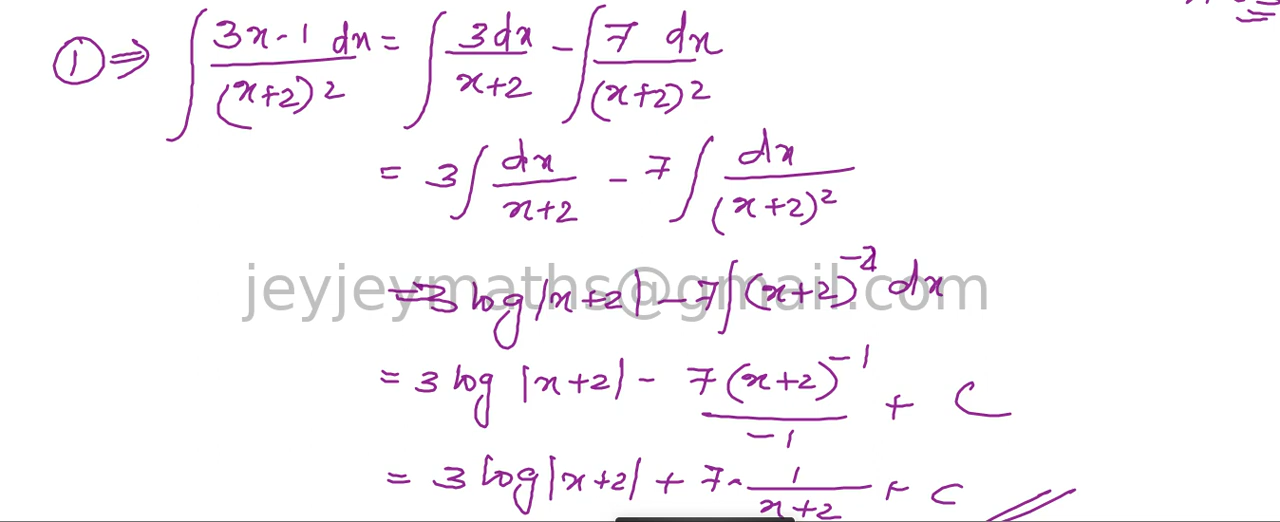 ① ⇒ ∫ 3x-1 dx / (x+2)² = ∫ 3dx / x+2 - ∫ 7 dx / (x+2)²
= 3∫ dx / x+2 - 7 ∫ dx / (x+2)²
= 3 log|x+2| - 7∫(x+2)⁻² dx
jeyjeymaths@gmail.com
= 3 log |x+2| - 7(x+2)⁻¹ / -1 + C
= 3 log|x+2| + 7. 1 / x+2 + C